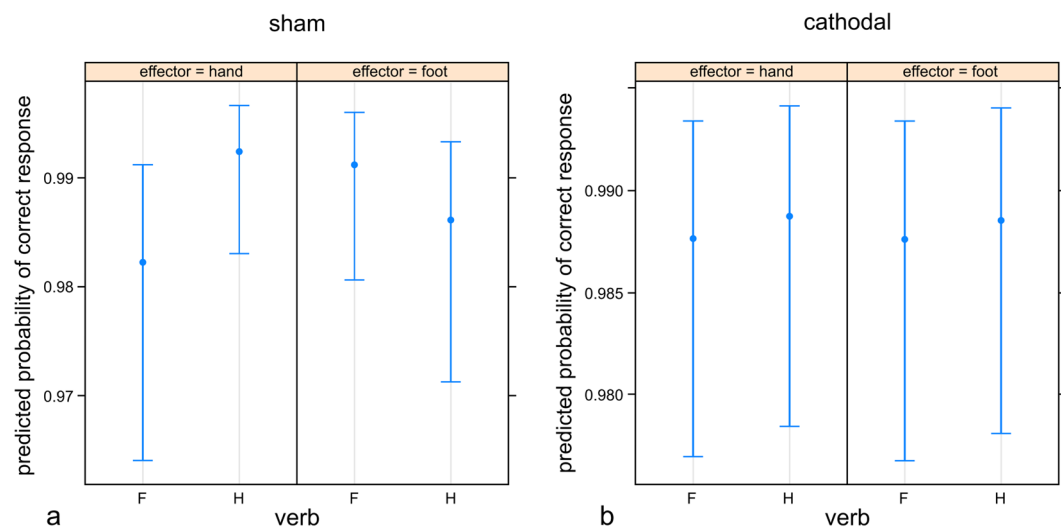 sham
effector = hand
effector = foot
predicted probability of correct response
0.99
0.98
0.97
F
H
F
H
verb
a
cathodal
effector = hand
effector = foot
predicted probability of correct response
0.990
0.985
0.980
F
H
F
H
verb
b